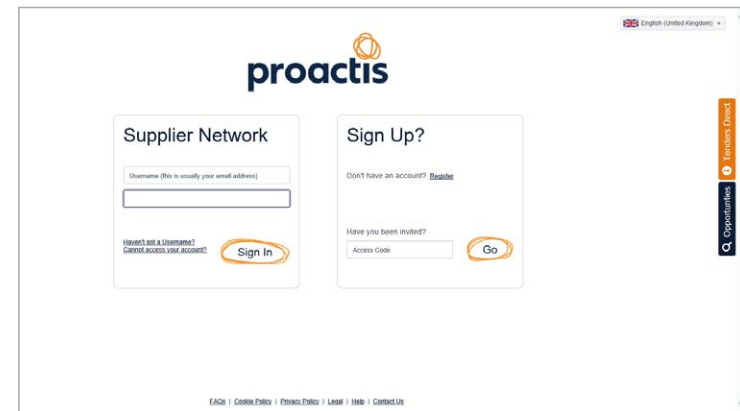 English (United Kingdom)
proactis
Supplier Network
Username (this is usually your email address)
Haven't got a Username?
Cannot access your account?
Sign In
Sign Up?
Don't have an account? Register
Have you been invited?
Access Code
Go
Tenders Direct
Opportunties
FAQs | Cookie Policy | Privacy Policy | Legal | Help | Contact Us